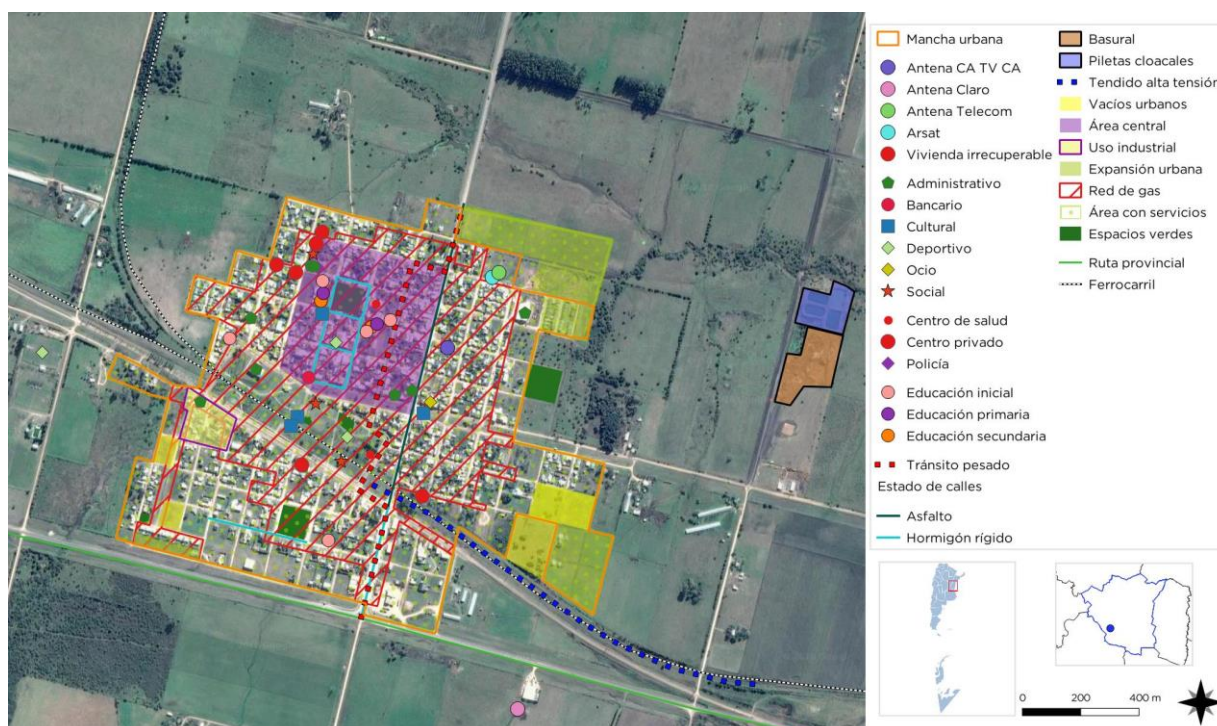 Mancha urbana
Antena CA TV CA
Antena Claro
Antena Telecom
Arsat
Vivienda irrecuperable
Administrativo
Bancario
Cultural
Deportivo
Ocio
Social
Centro de salud
Centro privado
Policía
Educación inicial
Educación primaria
Educación secundaria
Tránsito pesado
Estado de calles
Asfalto
Hormigón rígido
Basural
Piletas cloacales
Tendido alta tensión
Vacíos urbanos
Área central
Uso industrial
Expansión urbana
Red de gas
Área con servicios
Espacios verdes
Ruta provincial
Ferrocarril
0 200 400 m